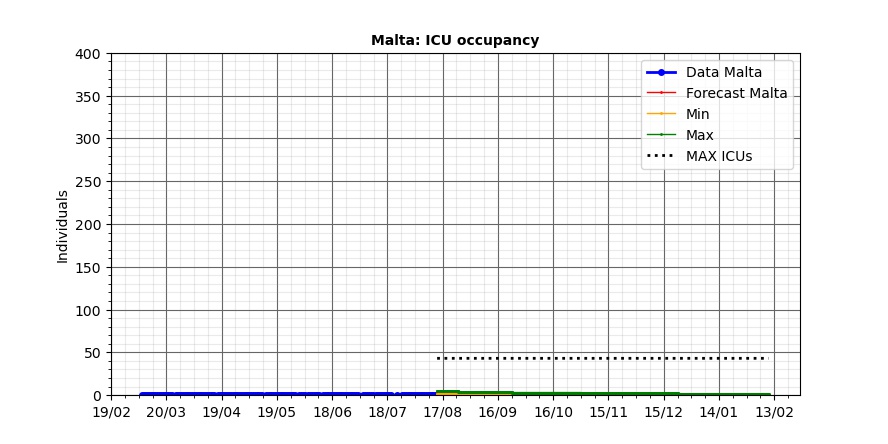 Malta: ICU occupancy
Individuals
400
350
300
250
200
150
100
50
0
19/02 20/03 19/04 19/05 18/06 18/07 17/08 16/09 16/10 15/11 15/12 14/01 13/02
Data Malta
Forecast Malta
Min
Max
MAX ICUs